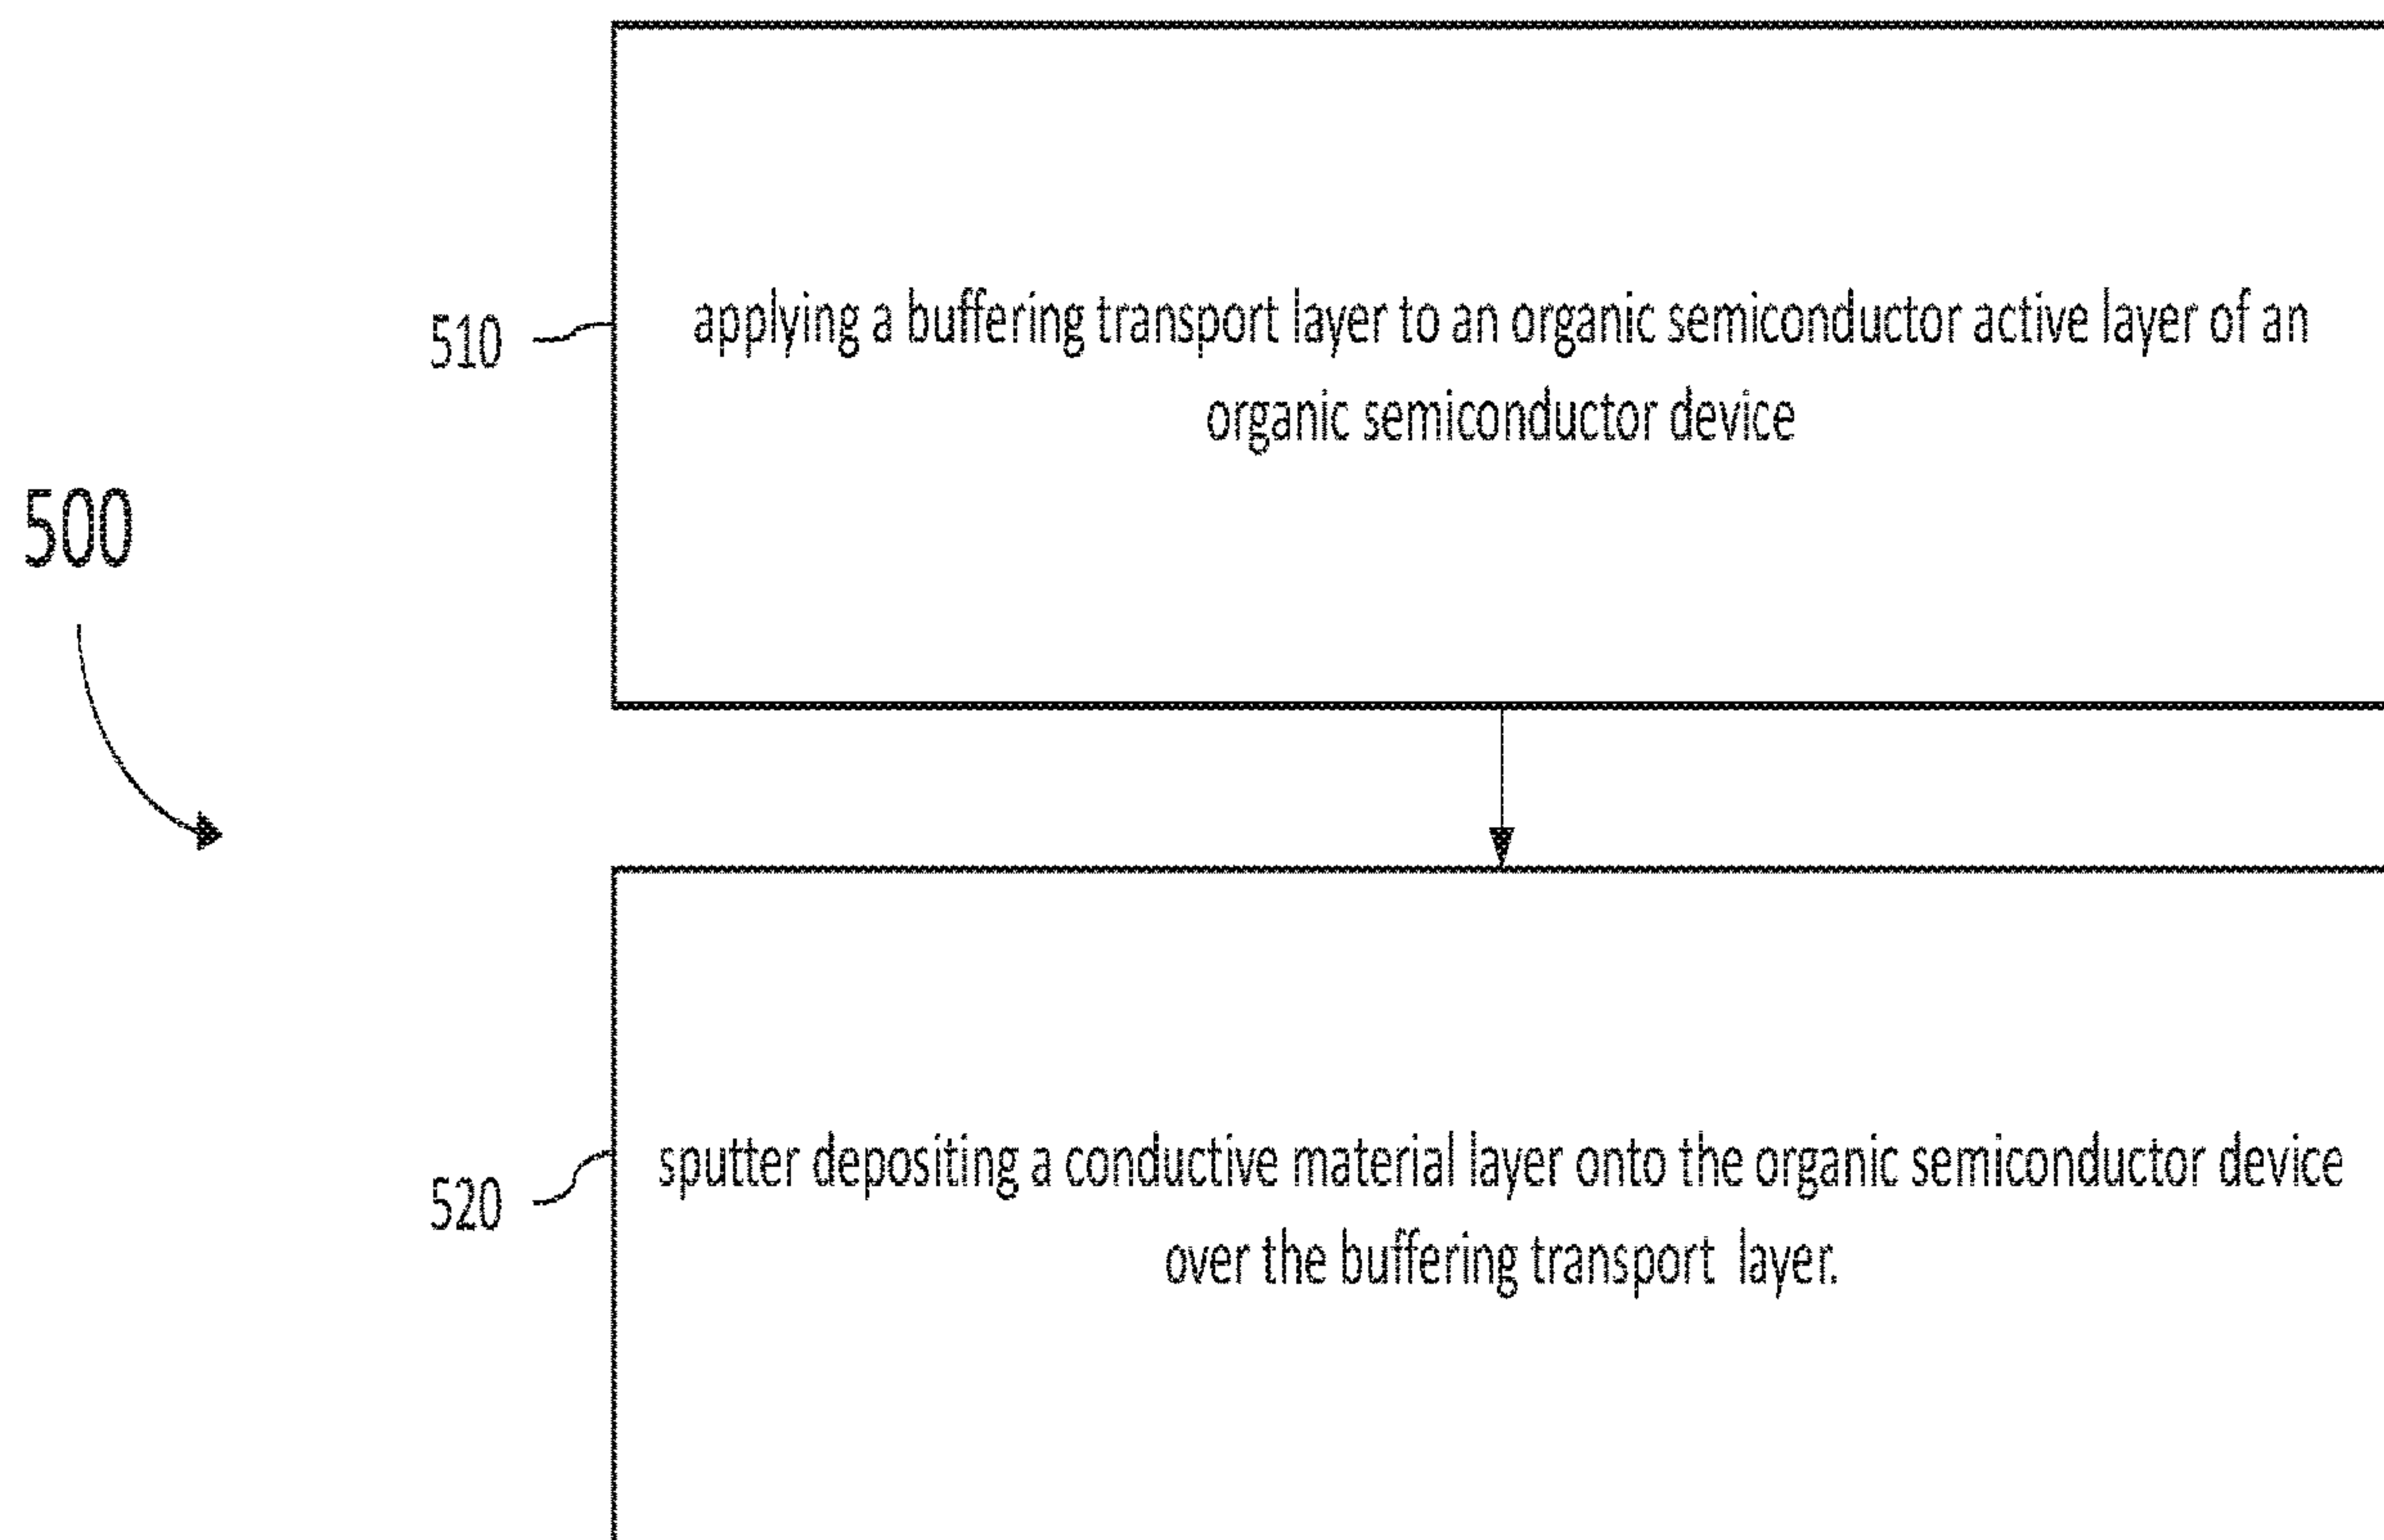 510
applying a buffering transport layer to an organic semiconductor active layer of an
organic semiconductor device
500
520
sputter depositing a conductive material layer onto the organic semiconductor device
over the buffering transport layer.